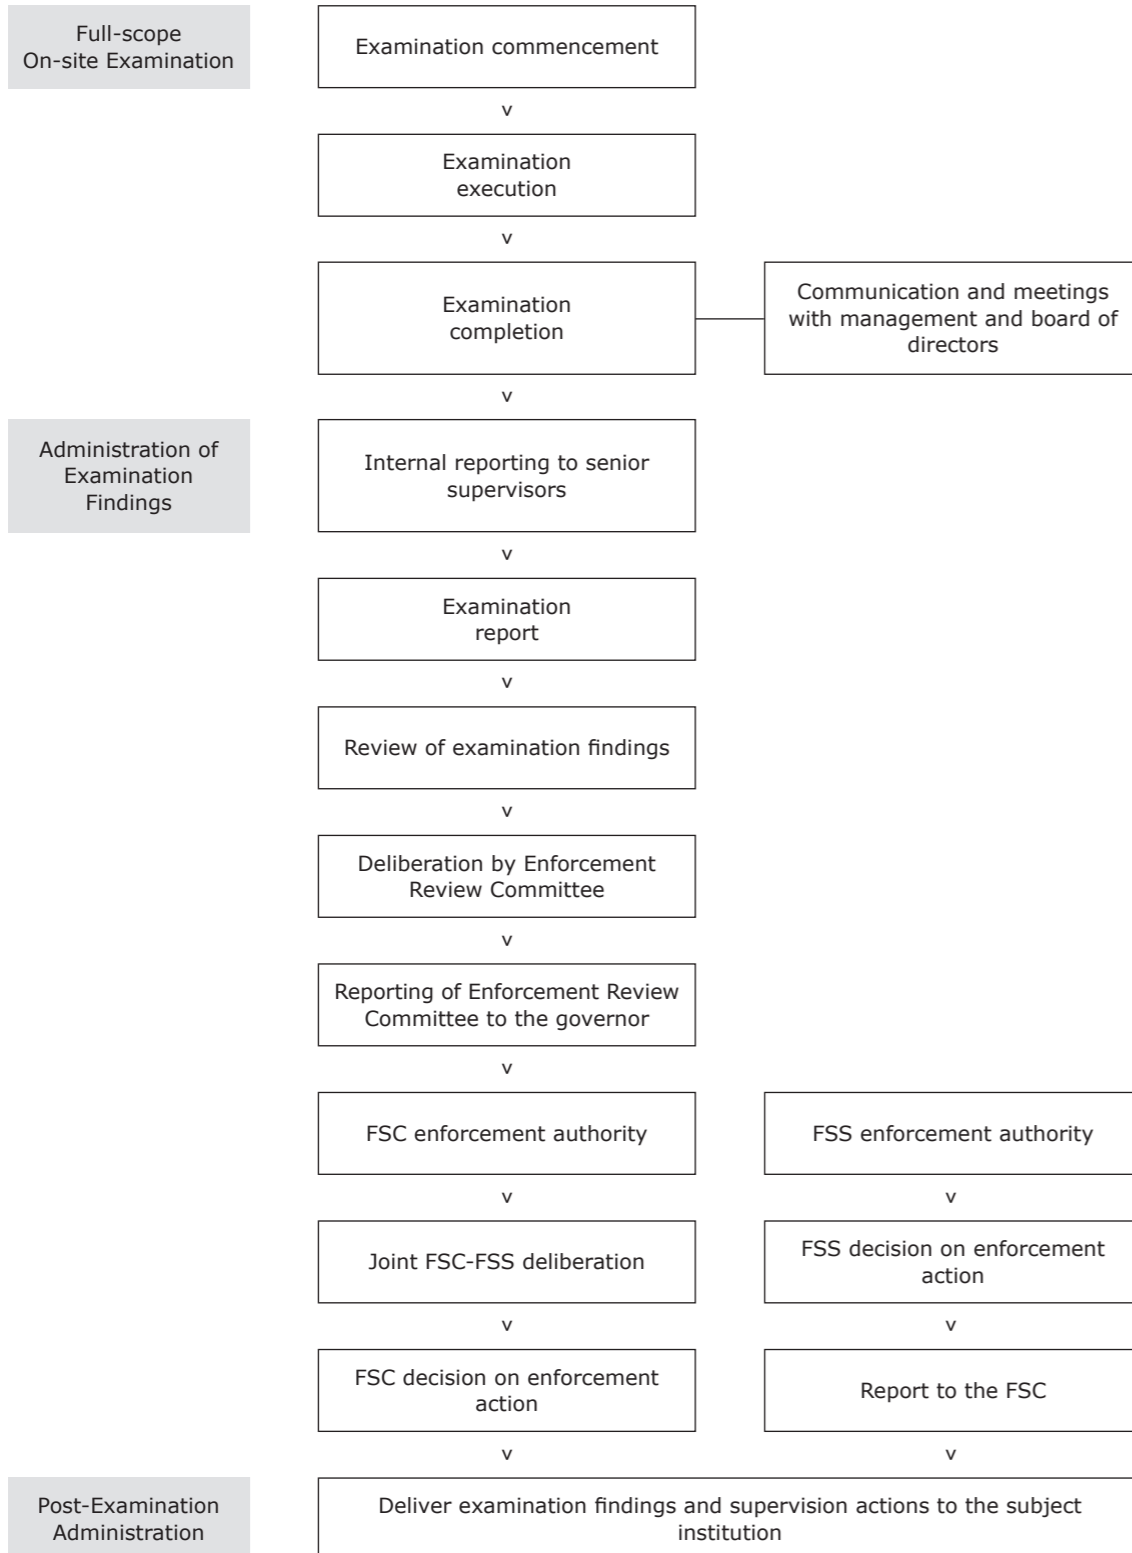 Full-scope
On-site Examination
Examination commencement
v
Examination
execution
v
Examination
completion
Communication and meetings
with management and board of
directors
v
Administration of
Examination
Findings
Internal reporting to senior
supervisors
v
Examination
report
v
Review of examination findings
v
Deliberation by Enforcement
Review Committee
v
Reporting of Enforcement Review
Committee to the governor
v
FSC enforcement authority
FSS enforcement authority
v
v
Joint FSC-FSS deliberation
FSS decision on enforcement
action
v
v
FSC decision on enforcement
action
Report to the FSC
v
v
Post-Examination
Administration
Deliver examination findings and supervision actions to the subject
institution